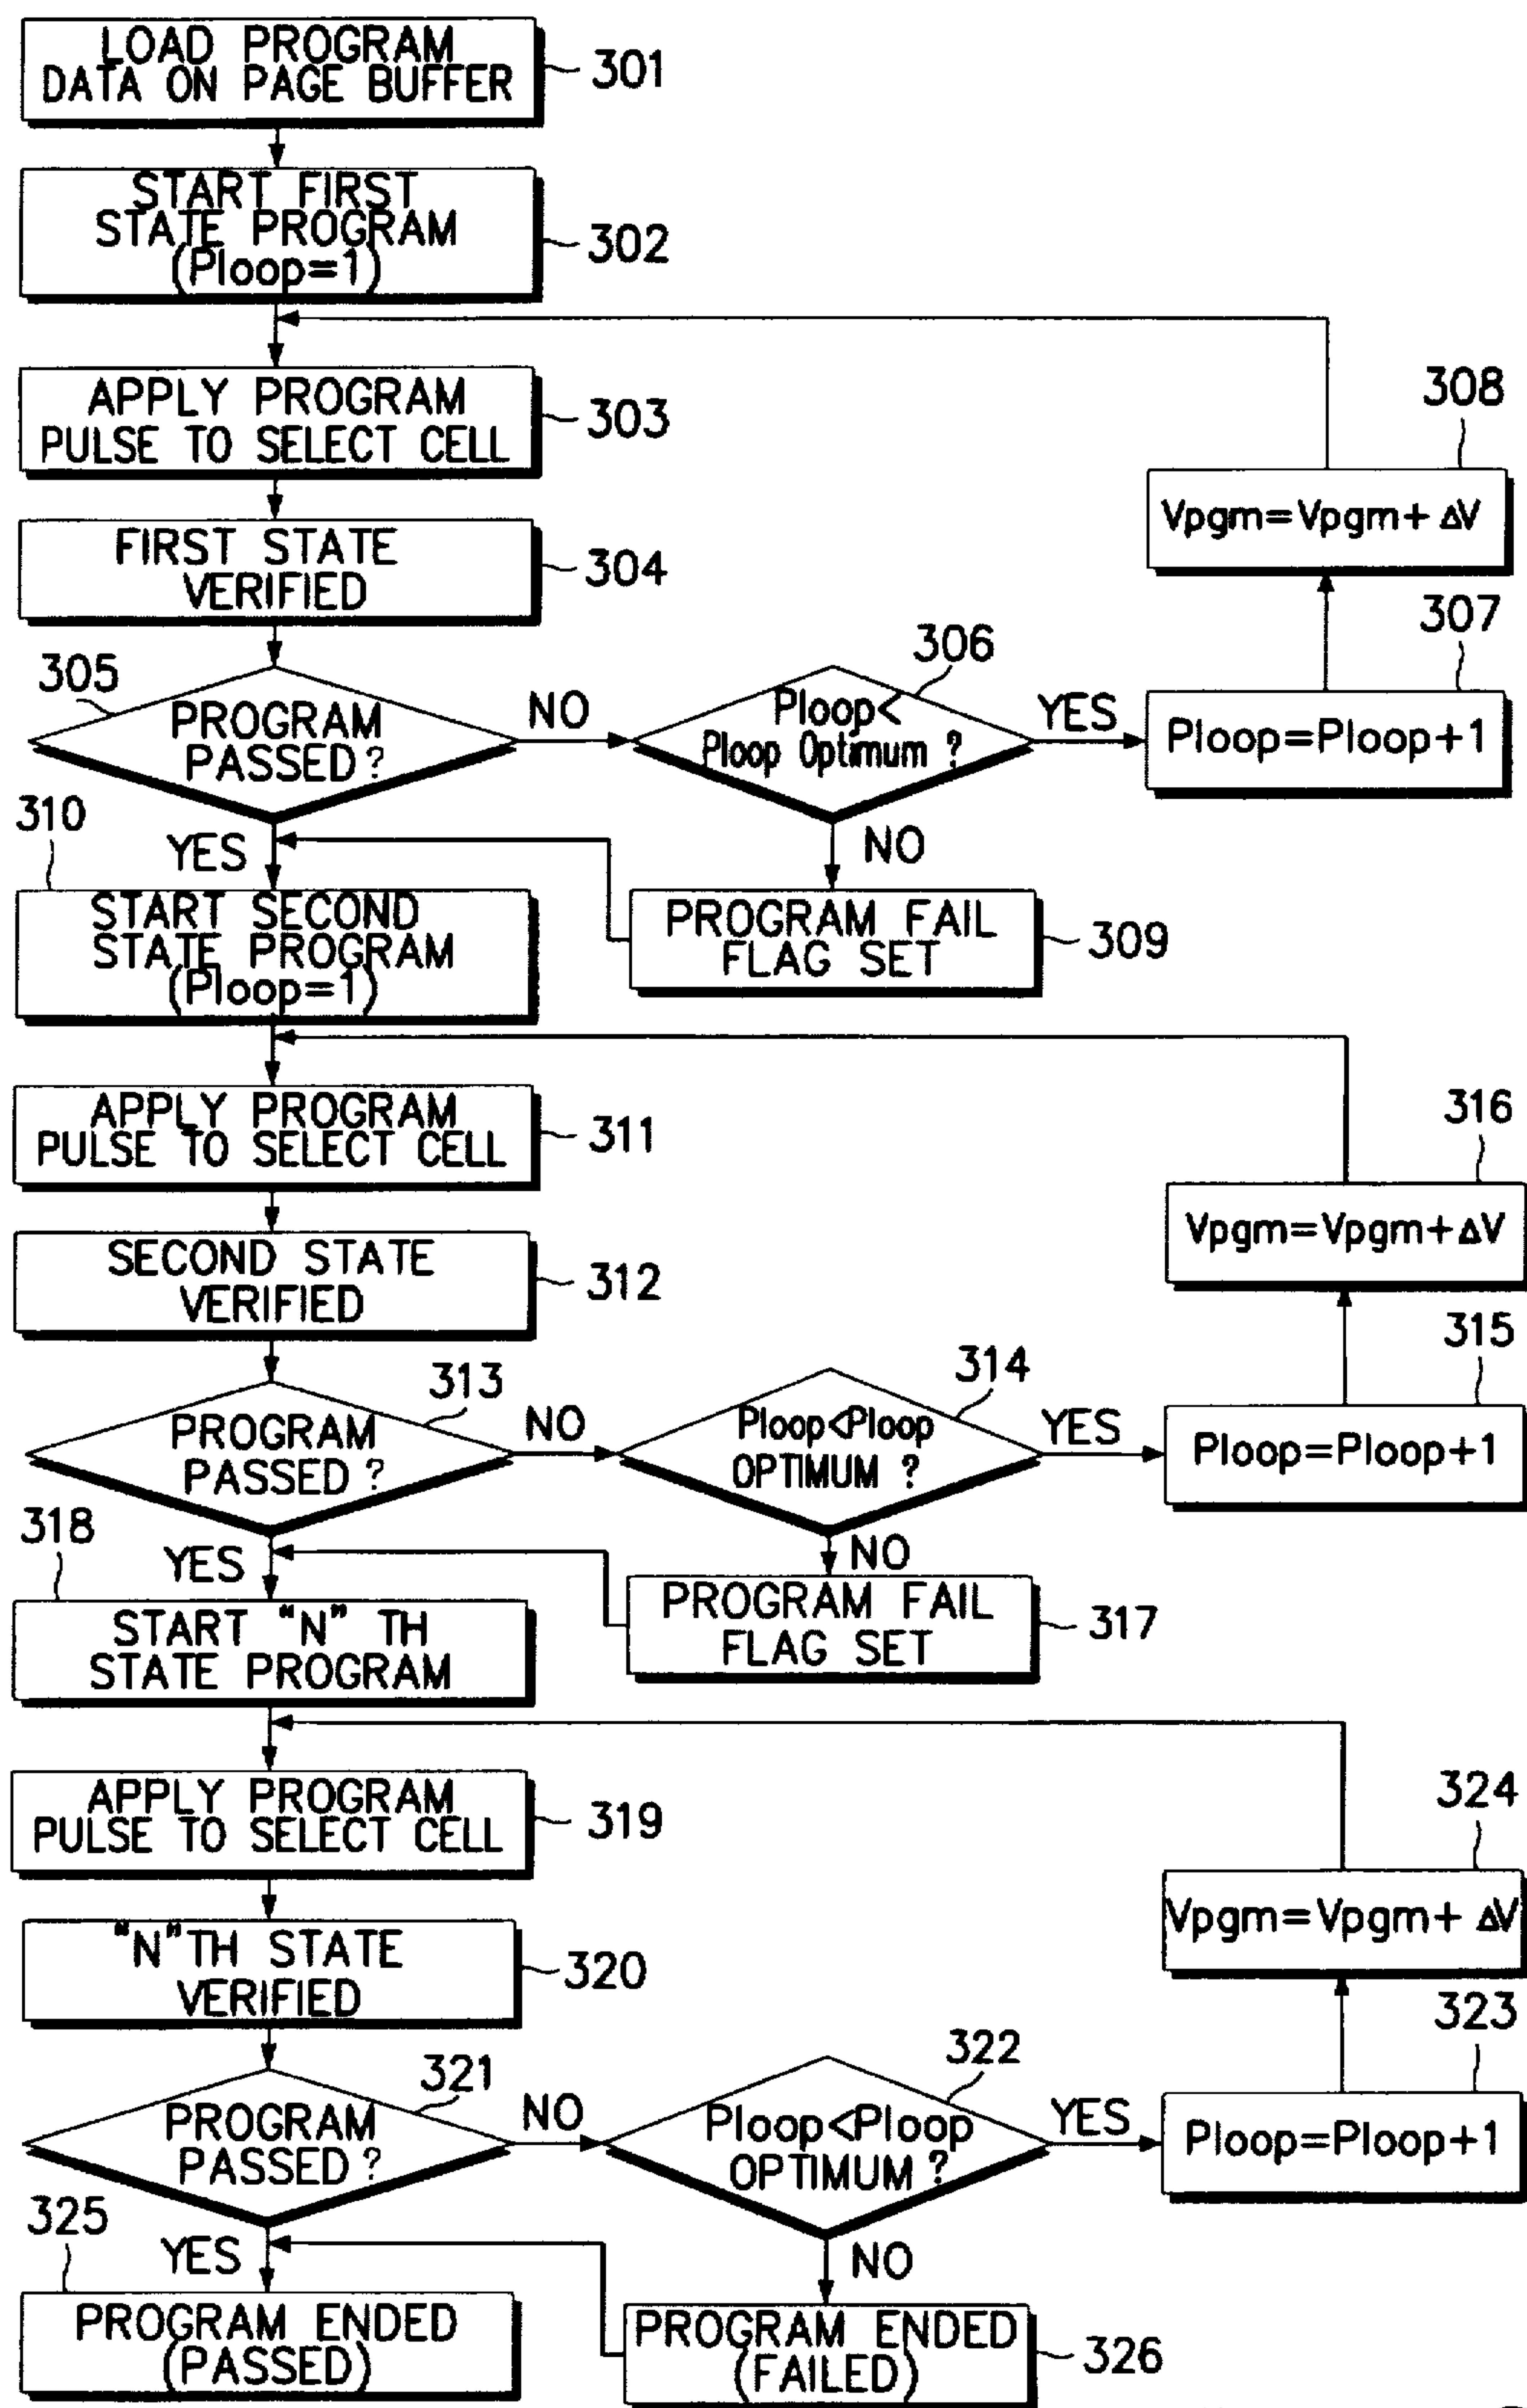 LOAD PROGRAM
DATA ON PAGE BUFFER
301
START FIRST
STATE PROGRAM
(Ploop=1)
302
APPLY PROGRAM
PULSE TO SELECT CELL
303
308
Vpgm=Vpgm+ ΔV
FIRST STATE
VERIFIED
304
307
305
PROGRAM
PASSED?
NO
306
Ploop<
Ploop Optimum ?
YES
Ploop=Ploop+1
310
YES
NO
START SECOND
STATE PROGRAM
(Ploop=1)
PROGRAM FAIL
FLAG SET
309
APPLY PROGRAM
PULSE TO SELECT CELL
311
316
Vpgm=Vpgm+ΔV
SECOND STATE
VERIFIED
312
315
313
PROGRAM
PASSED?
NO
314
Ploop<Ploop
OPTIMUM ?
YES
Ploop=Ploop+1
318
YES
NO
START "N" TH
STATE PROGRAM
PROGRAM FAIL
FLAG SET
317
APPLY PROGRAM
PULSE TO SELECT CELL
319
324
Vpgm=Vpgm+ ΔV
"N"TH STATE
VERIFIED
320
323
321
PROGRAM
PASSED?
NO
322
Ploop<Ploop
OPTIMUM?
YES
Ploop=Ploop+1
325
YES
NO
PROGRAM ENDED
(PASSED)
PROGRAM ENDED
(FAILED)
326